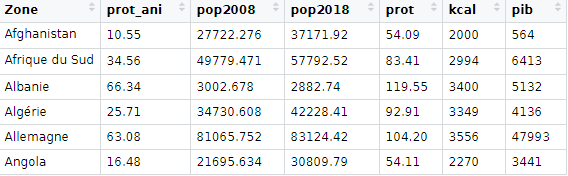 Zone prot_ani pop2008 pop2018 prot kcal pib
Afghanistan 10.55 27722.276 37171.92 54.09 2000 564
Afrique du Sud 34.56 49779.471 57792.52 83.41 2994 6413
Albanie 66.34 3002.678 2882.74 119.55 3400 5132
Algérie 25.71 34730.608 42228.41 92.91 3349 4136
Allemagne 63.08 81065.752 83124.42 104.20 3556 47993
Angola 16.48 21695.634 30809.79 54.11 2270 3441